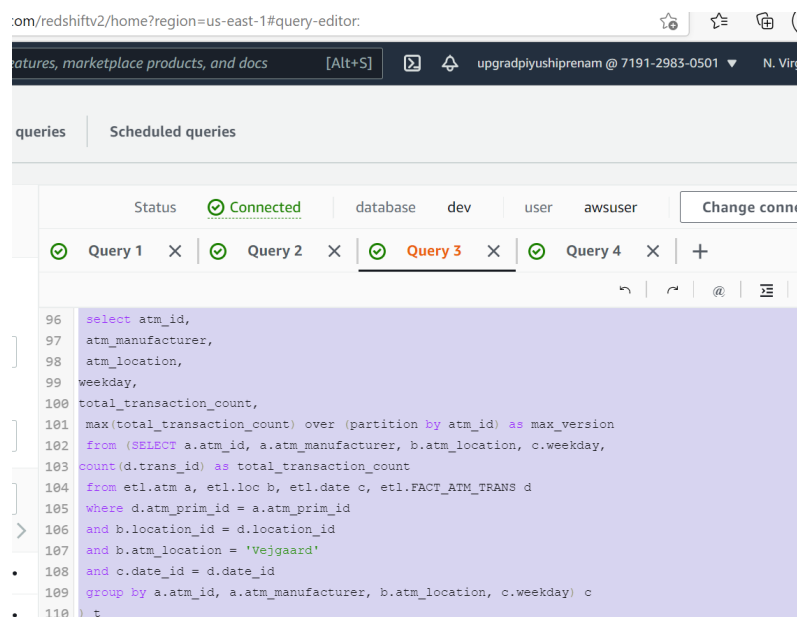 com/redshiftv2/home?region=us-east-1#query-editor:
eatures, marketplace products, and docs [Alt+S] upgradpiyushiprenam @ 7191-2983-0501 ▼ N. Virg
queries Scheduled queries
Status Connected database dev user awsuser Change conne
Query 1 Query 2 Query 3 Query 4
96 select atm_id,
97 atm_manufacturer,
98 atm_location,
99 weekday,
100 total_transaction_count,
101 max(total_transaction_count) over (partition by atm_id) as max_version
102 from (SELECT a.atm_id, a.atm_manufacturer, b.atm_location, c.weekday,
103 count(d.trans_id) as total_transaction_count
104 from etl.atm a, etl.loc b, etl.date c, etl.FACT_ATM_TRANS d
105 where d.atm_prim_id = a.atm_prim_id
106 and b.location_id = d.location_id
107 and b.atm_location = 'Vejgaard'
108 and c.date_id = d.date_id
109 group by a.atm_id, a.atm_manufacturer, b.atm_location, c.weekday) c
110 ) t